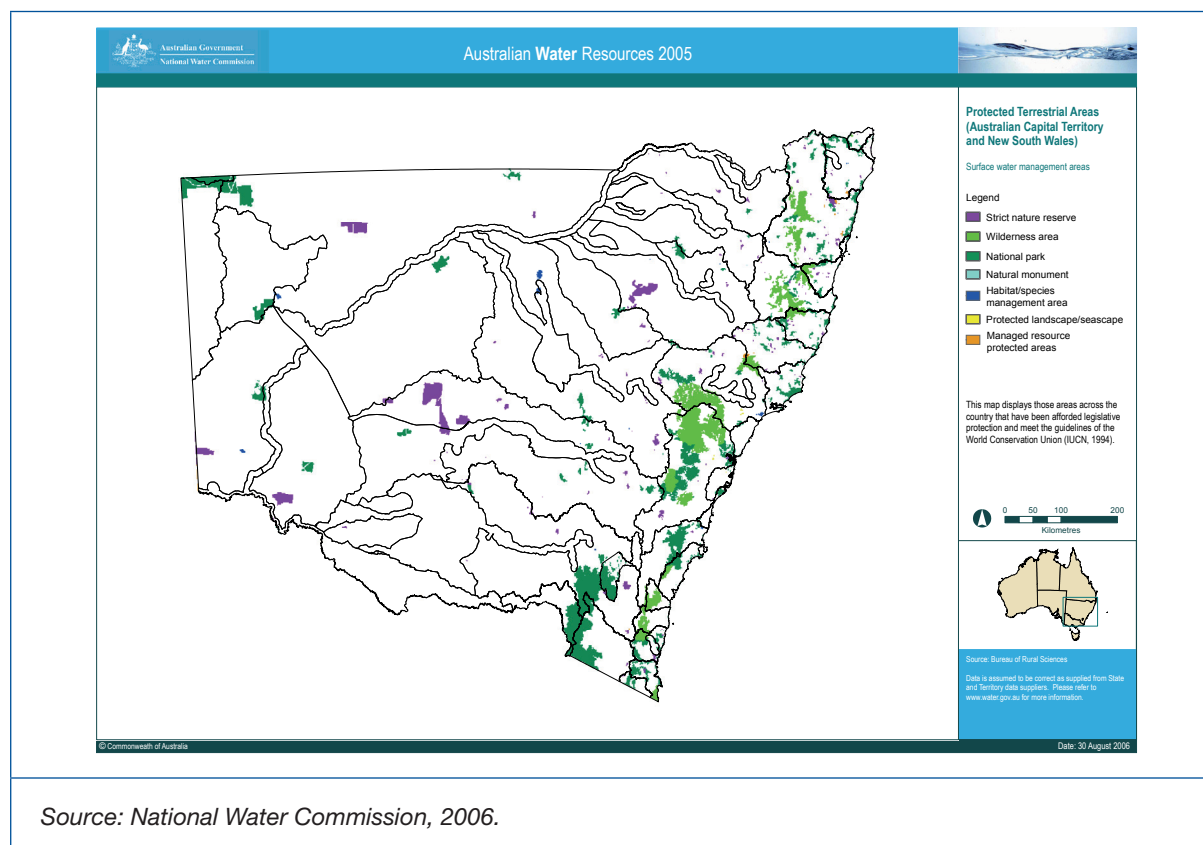 Australian Government
National Water Commission
Australian Water Resources 2005
Protected Terrestrial Areas
(Australian Capital Territory
and New South Wales)
Surface water management areas
Legend
Strict nature reserve
Wilderness area
National park
Natural monument
Habitat/species
management area
Protected landscape/seascape
Managed resource
protected areas
This map displays those areas across the
country that have been afforded legislative
protection and meet the guidelines of the
World Conservation Union (IUCN, 1994).
0 50 100 200
Kilometres
Source: Bureau of Rural Sciences
Data is assumed to be correct as supplied from State
and Territory data suppliers. Please refer to
www.water.gov.au for more information.
© Commonweath of Australia
Date: 30 August 2006
Source: National Water Commission, 2006.